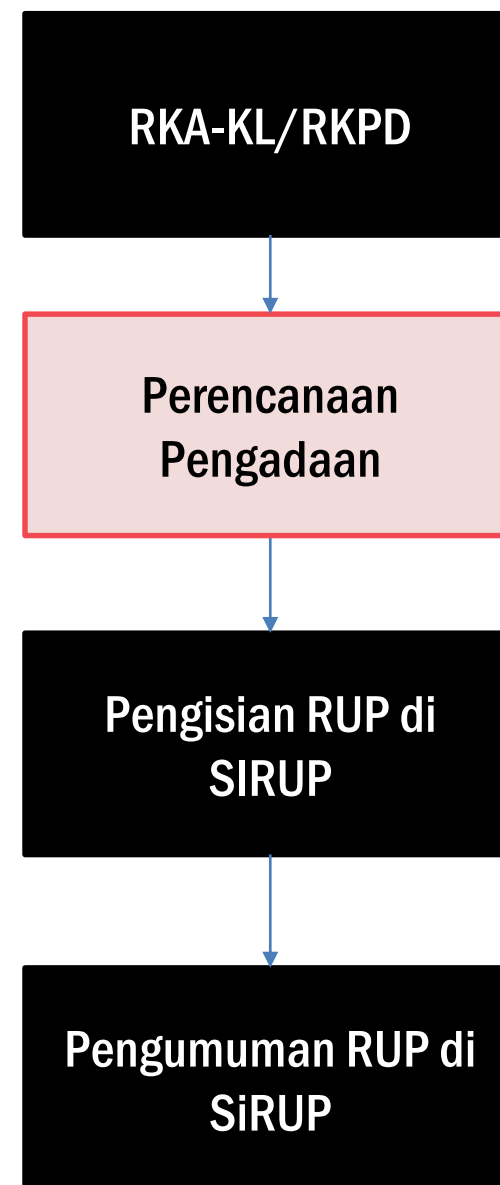 RKA-KL/RKPD
Perencanaan
Pengadaan
Pengisian RUP di
SIRUP
Pengumuman RUP di
SiRUP